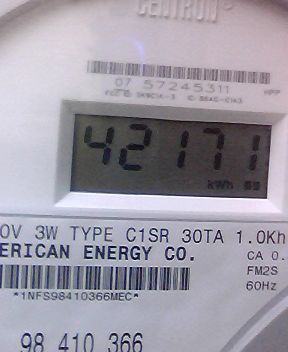 CENTRON
07 57245311
42171
kWh
0V 3W TYPE C1SR 30TA 1.0Kh
ERICAN ENERGY CO.
CA 0.
FM2S
60Hz
*1NFS98410366MEC*
98 410 366